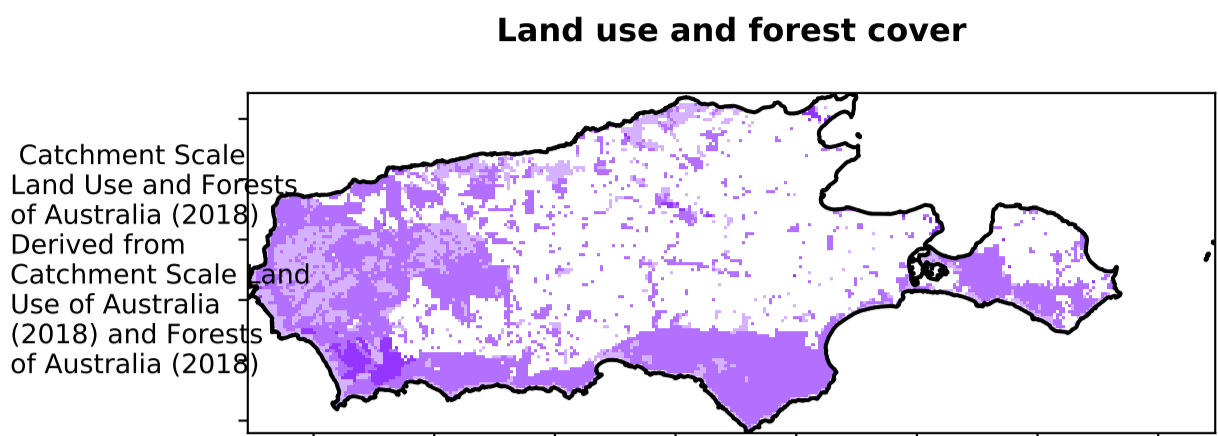 Land use and forest cover
Catchment Scale
Land Use and Forests
of Australia (2018)
Derived from
Catchment Scale Land
Use of Australia
(2018) and Forests
of Australia (2018)